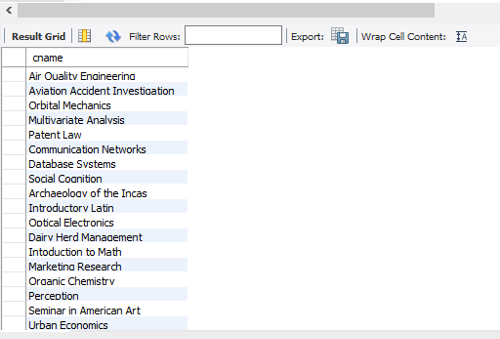 Result Grid Filter Rows: Export: Wrap Cell Content:
cname
Air Quality Engineering
Aviation Accident Investigation
Orbital Mechanics
Multivariate Analysis
Patent Law
Communication Networks
Database Systems
Social Cognition
Archaeology of the Incas
Introductory Latin
Optical Electronics
Dairy Herd Management
Intoduction to Math
Marketing Research
Organic Chemistry
Perception
Seminar in American Art
Urban Economics